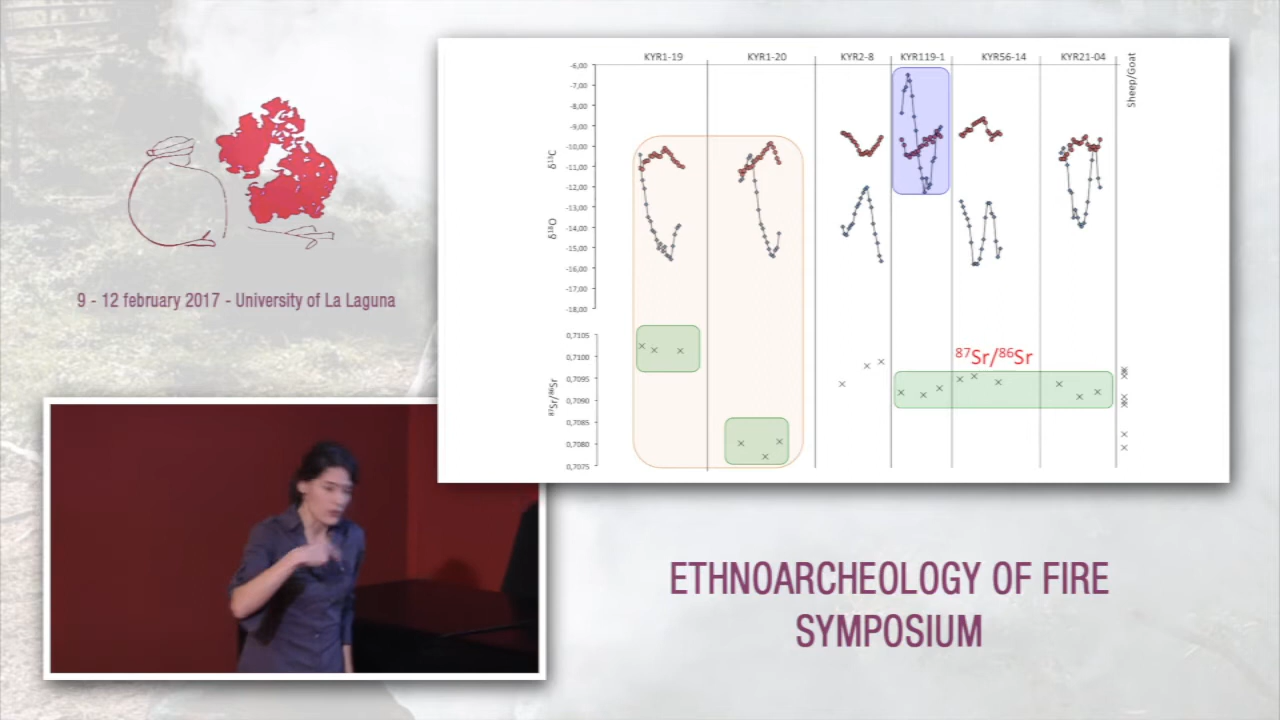 9 - 12 february 2017 - University of La Laguna
KYR1-19
KYR1-20
KYR2-8
KYR119-1
KYR56-14
KYR21-04
Sheep/Goat
-6,00
-7,00
-8,00
-9,00
-10,00
-11,00
-12,00
-13,00
-14,00
-15,00
-16,00
-17,00
-18,00
δ¹³C
δ¹⁸O
0,7105
0,7100
0,7095
0,7090
0,7085
0,7080
0,7075
⁸⁷Sr/⁸⁶Sr
⁸⁷Sr/⁸⁶Sr
ETHNOARCHEOLOGY OF FIRE
SYMPOSIUM